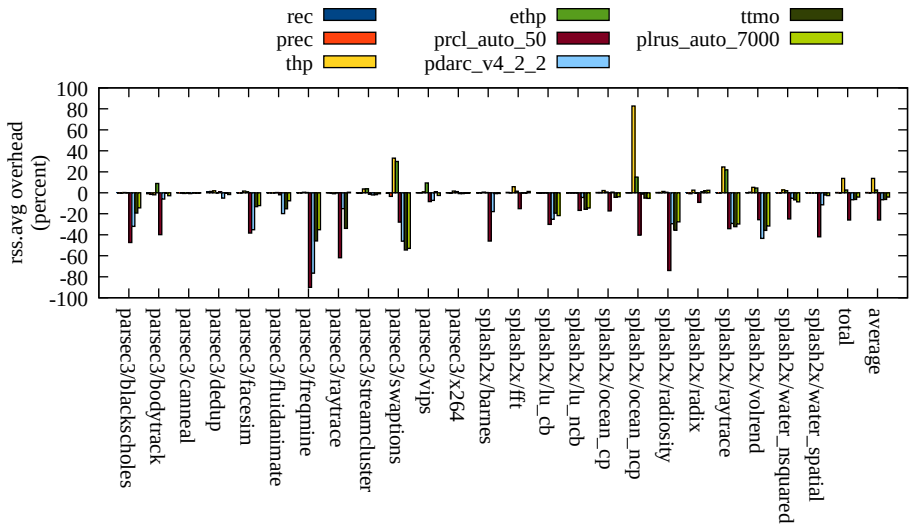 rec
prec
thp
ethp
prcl_auto_50
pdarc_v4_2_2
ttmo
plrus_auto_7000
rss.avg overhead
(percent)
100
80
60
40
20
0
-20
-40
-60
-80
-100
parsec3/blackscholes
parsec3/bodytrack
parsec3/canneal
parsec3/dedup
parsec3/facesim
parsec3/fluidanimate
parsec3/freqmine
parsec3/raytrace
parsec3/streamcluster
parsec3/swaptions
parsec3/vips
parsec3/x264
splash2x/barnes
splash2x/fft
splash2x/lu_cb
splash2x/lu_ncb
splash2x/ocean_cp
splash2x/ocean_ncp
splash2x/radiosity
splash2x/radix
splash2x/raytrace
splash2x/volrend
splash2x/water_nsquared
splash2x/water_spatial
total
average